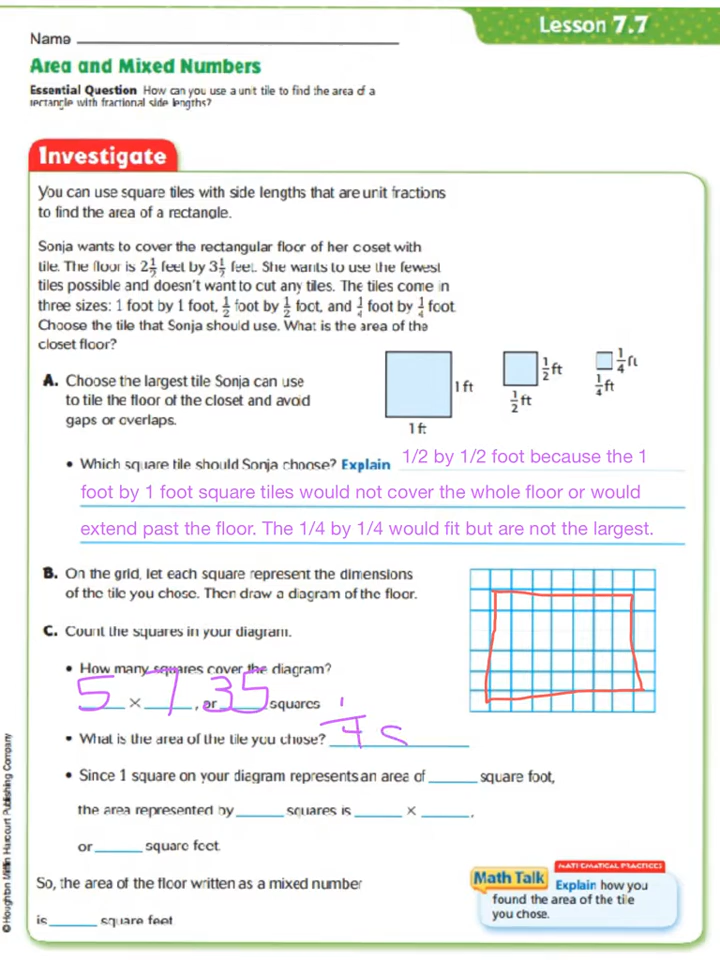 Lesson 7.7
Name
Area and Mixed Numbers
Essential Question How can you use a unit tile to find the area of a
rectangle with fractional side lengths?
Investigate
You can use square tiles with side lengths that are unit fractions
to find the area of a rectangle.
Sonja wants to cover the rectangular floor of her closet with
tile. The floor is 2 1/2 feet by 3 1/2 feet. She wants to use the fewest
tiles possible and doesn't want to cut any tiles. The tiles come in
three sizes: 1 foot by 1 foot, 1/2 foot by 1/2 foot, and 1/4 foot by 1/4 foot.
Choose the tile that Sonja should use. What is the area of the
closet floor?
A. Choose the largest tile Sonja can use
to tile the floor of the closet and avoid
gaps or overlaps.
1 ft
1 ft
1/2 ft
1/2 ft
1/4 ft
1/4 ft
• Which square tile should Sonja choose? Explain 1/2 by 1/2 foot because the 1
foot by 1 foot square tiles would not cover the whole floor or would
extend past the floor. The 1/4 by 1/4 would fit but are not the largest.
B. On the grid, let each square represent the dimensions
of the tile you chose. Then draw a diagram of the floor.
C. Count the squares in your diagram.
• How many squares cover the diagram?
5 × 7, or 35 squares
• What is the area of the tile you chose? 1/4
• Since 1 square on your diagram represents an area of ____ square foot,
the area represented by ____ squares is ____ × ____,
or ____ square feet.
So, the area of the floor written as a mixed number
is ____ square feet
Math Talk
MATHEMATICAL PRACTICES
Explain how you
found the area of the tile
you chose.
© Houghton Mifflin Harcourt Publishing Company